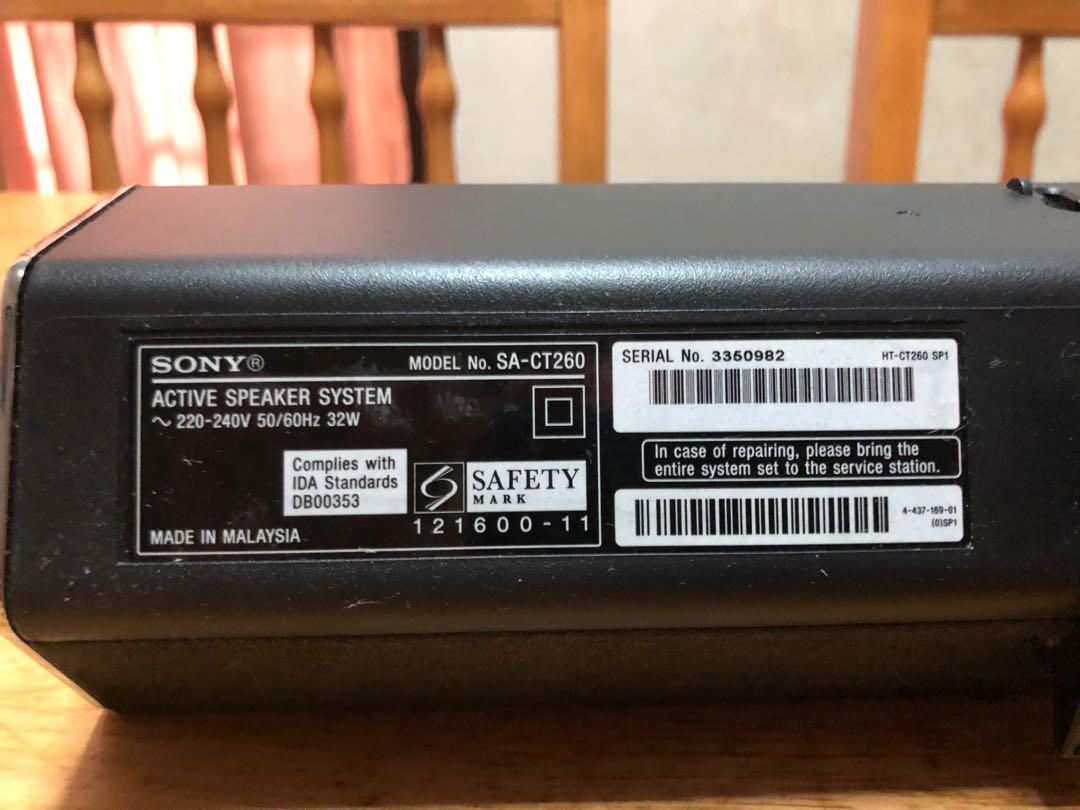 SONY® MODEL No. SA-CT260
ACTIVE SPEAKER SYSTEM
～ 220-240V 50/60Hz 32W
Complies with
IDA Standards
DB00353
SAFETY
MARK
121600-11
MADE IN MALAYSIA
SERIAL No. 3350982 HT-CT260 SP1
In case of repairing, please bring the
entire system set to the service station.
4-437-169-01
(0)SP1